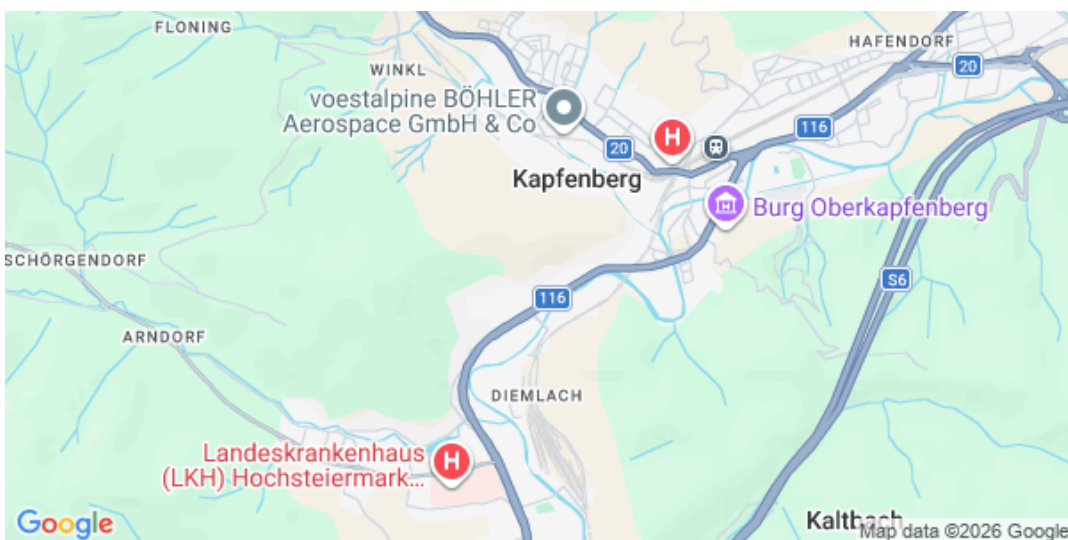 FLONING
HAFENDORF
WINKL
20
voestalpine BÖHLER
Aerospace GmbH & Co
116
H
20
Kapfenberg
Burg Oberkapfenberg
SCHÖRGENDORF
S6
116
ARNDORF
DIEMLACH
Landeskrankenhaus
(LKH) Hochsteiermark...
H
Google
Kaltbach
Map data ©2026 Google